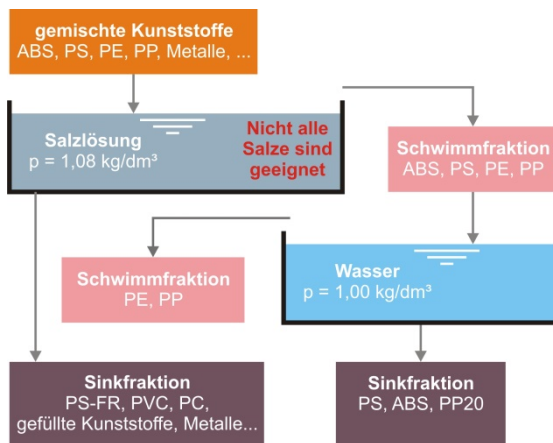 gemischte Kunststoffe
ABS, PS, PE, PP, Metalle, ...
Salzlösung
p = 1,08 kg/dm³
Nicht alle
Salze sind
geeignet
Schwimmfraktion
ABS, PS, PE, PP
Schwimmfraktion
PE, PP
Wasser
p = 1,00 kg/dm³
Sinkfraktion
PS-FR, PVC, PC,
gefüllte Kunststoffe, Metalle...
Sinkfraktion
PS, ABS, PP20